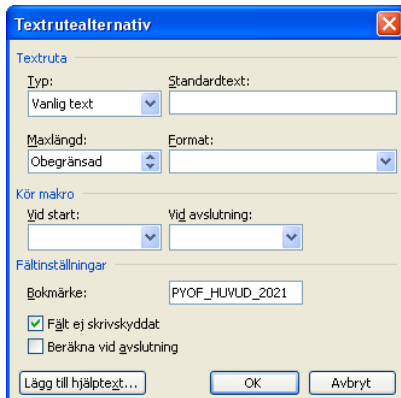 Textrutealternativ
Textruta
Typ: Standardtext:
Vanlig text
Maxlängd: Format:
Obegränsad
Kör makro
Vid start: Vid avslutning:
Fältinställningar
Bokmärke: PYOF_HUVUD_2021
Fält ej skrivskyddat
Beräkna vid avslutning
Lägg till hjälptext... OK Avbryt